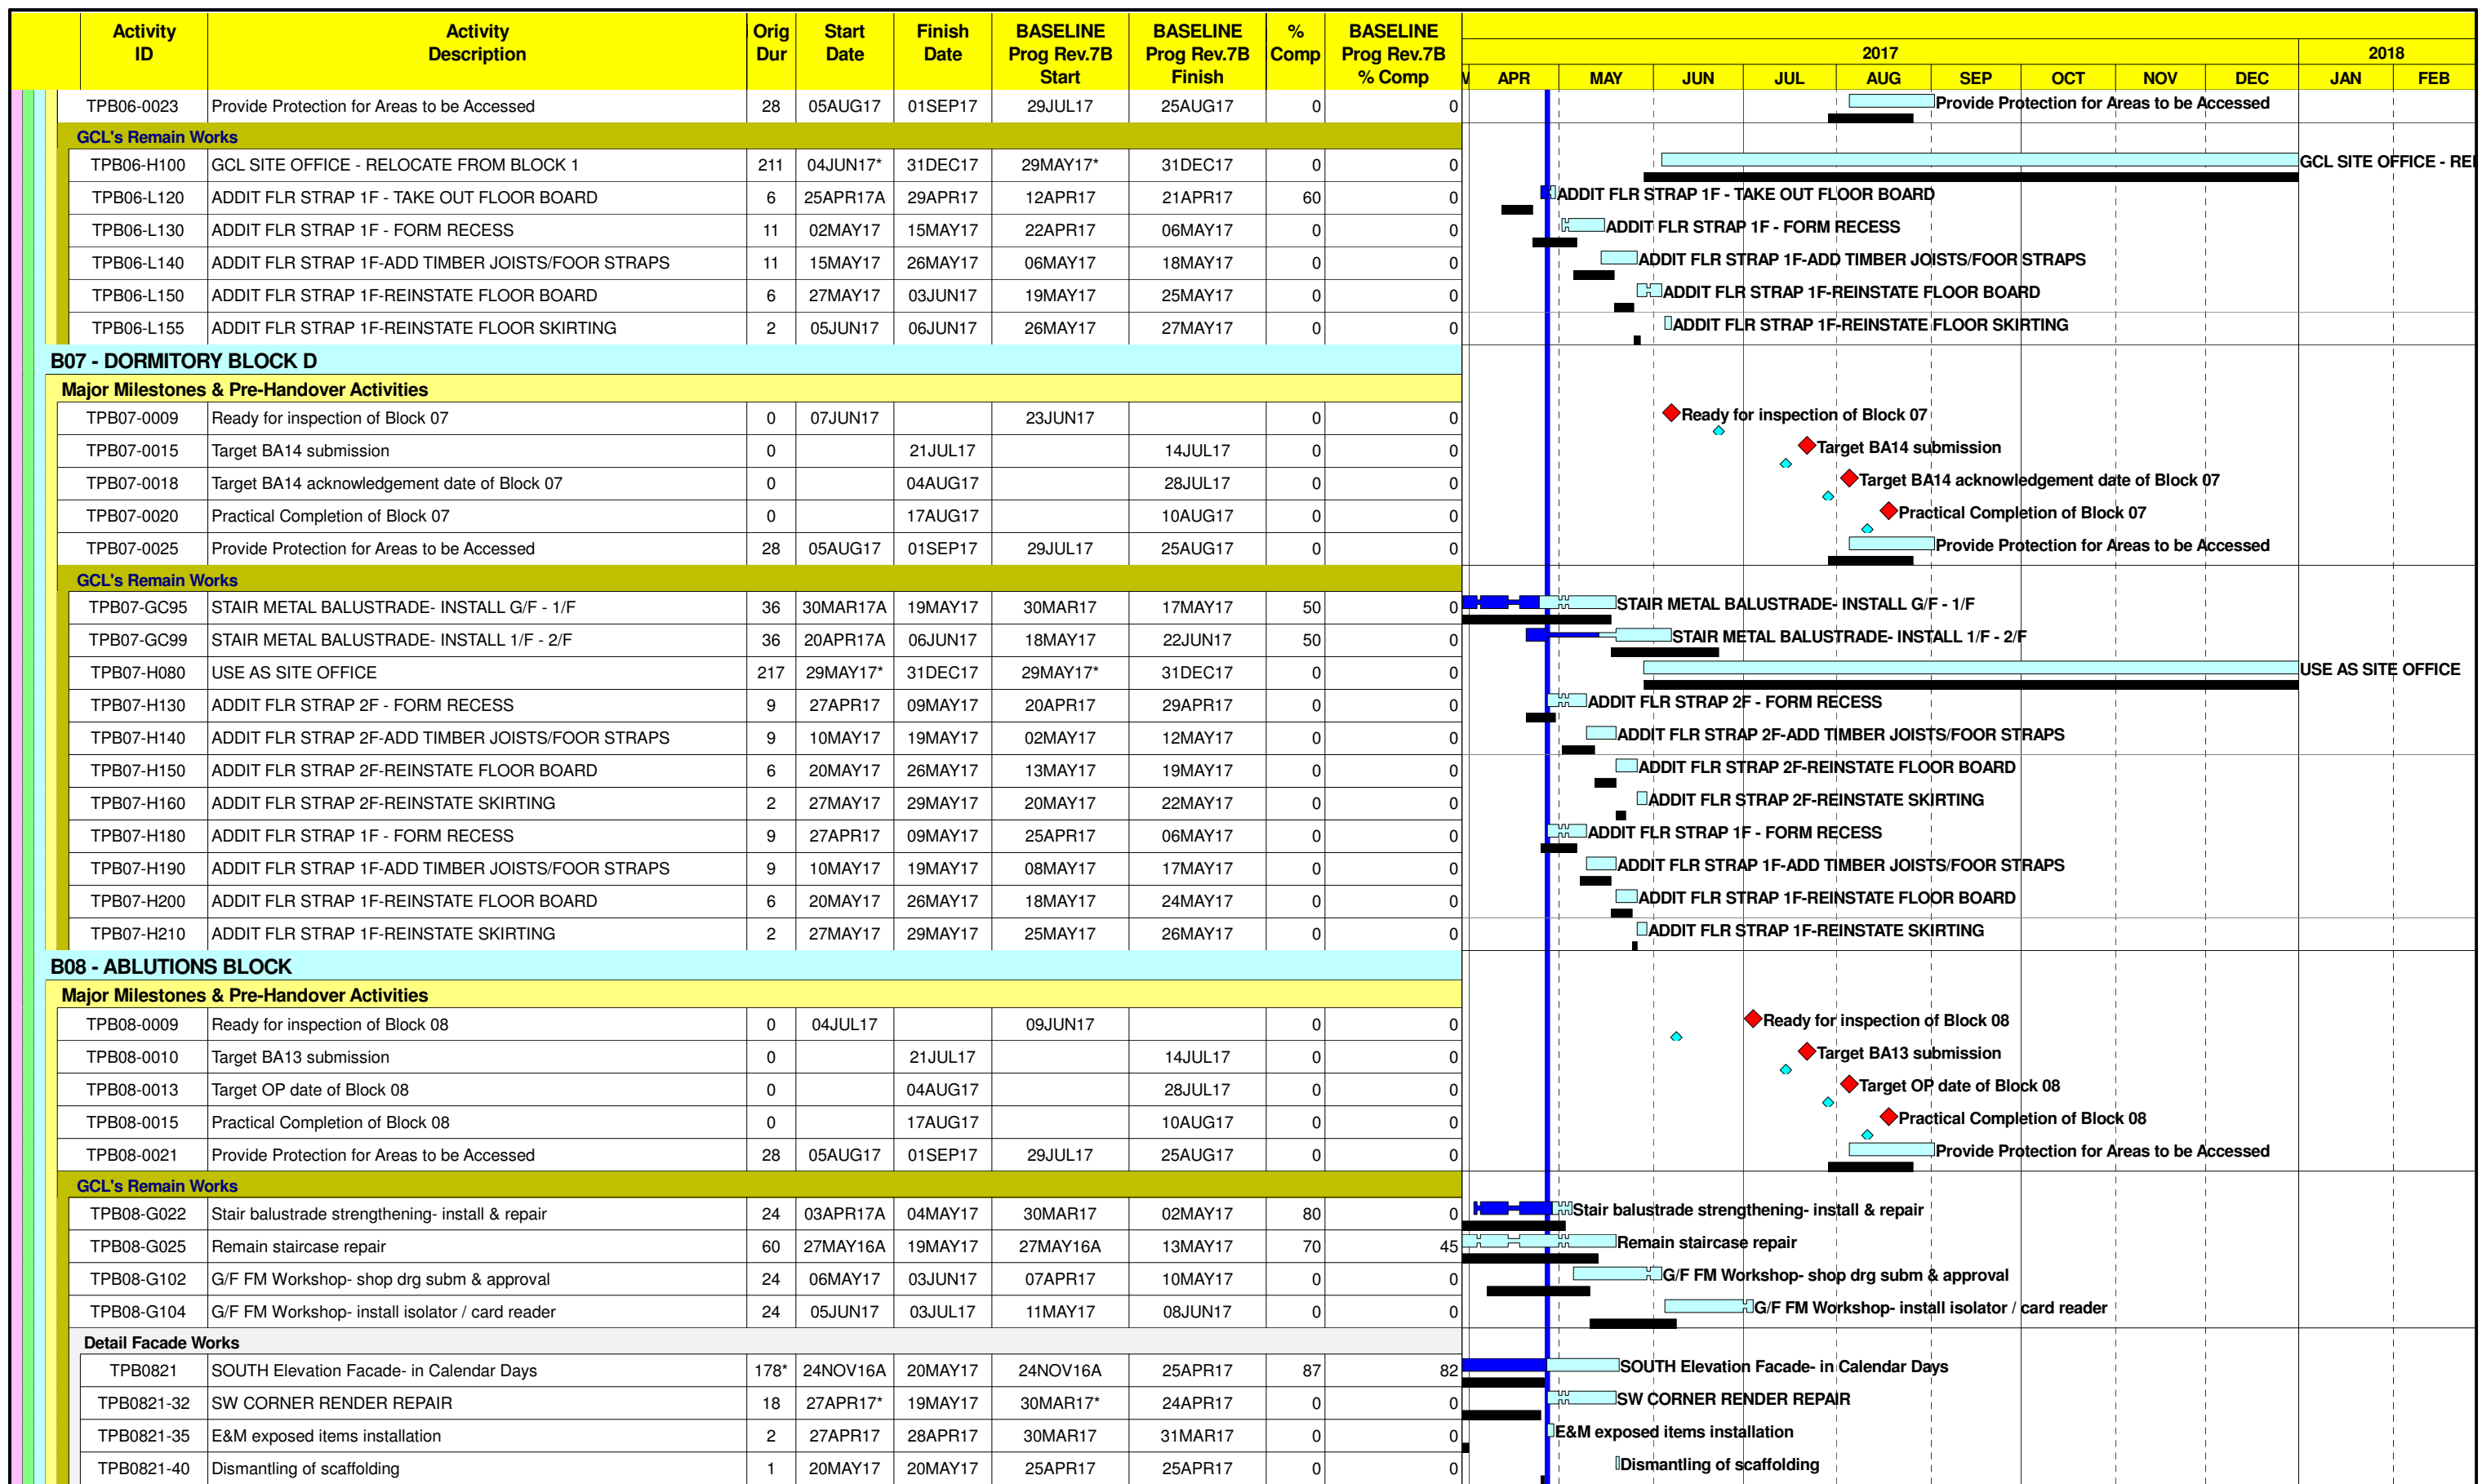 Activity ID Activity Description Orig Dur Start Date Finish Date BASELINE Prog Rev.7B Start BASELINE Prog Rev.7B Finish % Comp BASELINE Prog Rev.7B % Comp
2017 2018
APR MAY JUN JUL AUG SEP OCT NOV DEC JAN FEB
TPB06-0023 Provide Protection for Areas to be Accessed 28 05AUG17 01SEP17 29JUL17 25AUG17 0 0 Provide Protection for Areas to be Accessed
GCL's Remain Works
TPB06-H100 GCL SITE OFFICE - RELOCATE FROM BLOCK 1 211 04JUN17* 31DEC17 29MAY17* 31DEC17 0 0 GCL SITE OFFICE - REI
TPB06-L120 ADDIT FLR STRAP 1F - TAKE OUT FLOOR BOARD 6 25APR17A 29APR17 12APR17 21APR17 60 0 ADDIT FLR STRAP 1F - TAKE OUT FLOOR BOARD
TPB06-L130 ADDIT FLR STRAP 1F - FORM RECESS 11 02MAY17 15MAY17 22APR17 06MAY17 0 0 ADDIT FLR STRAP 1F - FORM RECESS
TPB06-L140 ADDIT FLR STRAP 1F-ADD TIMBER JOISTS/FOOR STRAPS 11 15MAY17 26MAY17 06MAY17 18MAY17 0 0 ADDIT FLR STRAP 1F-ADD TIMBER JOISTS/FOOR STRAPS
TPB06-L150 ADDIT FLR STRAP 1F-REINSTATE FLOOR BOARD 6 27MAY17 03JUN17 19MAY17 25MAY17 0 0 ADDIT FLR STRAP 1F-REINSTATE FLOOR BOARD
TPB06-L155 ADDIT FLR STRAP 1F-REINSTATE FLOOR SKIRTING 2 05JUN17 06JUN17 26MAY17 27MAY17 0 0 ADDIT FLR STRAP 1F-REINSTATE FLOOR SKIRTING
B07 - DORMITORY BLOCK D
Major Milestones & Pre-Handover Activities
TPB07-0009 Ready for inspection of Block 07 0 07JUN17 23JUN17 0 0 Ready for inspection of Block 07
TPB07-0015 Target BA14 submission 0 21JUL17 14JUL17 0 0 Target BA14 submission
TPB07-0018 Target BA14 acknowledgement date of Block 07 0 04AUG17 28JUL17 0 0 Target BA14 acknowledgement date of Block 07
TPB07-0020 Practical Completion of Block 07 0 17AUG17 10AUG17 0 0 Practical Completion of Block 07
TPB07-0025 Provide Protection for Areas to be Accessed 28 05AUG17 01SEP17 29JUL17 25AUG17 0 0 Provide Protection for Areas to be Accessed
GCL's Remain Works
TPB07-GC95 STAIR METAL BALUSTRADE- INSTALL G/F - 1/F 36 30MAR17A 19MAY17 30MAR17 17MAY17 50 0 STAIR METAL BALUSTRADE- INSTALL G/F - 1/F
TPB07-GC99 STAIR METAL BALUSTRADE- INSTALL 1/F - 2/F 36 20APR17A 06JUN17 18MAY17 22JUN17 50 0 STAIR METAL BALUSTRADE- INSTALL 1/F - 2/F
TPB07-H080 USE AS SITE OFFICE 217 29MAY17* 31DEC17 29MAY17* 31DEC17 0 0 USE AS SITE OFFICE
TPB07-H130 ADDIT FLR STRAP 2F - FORM RECESS 9 27APR17 09MAY17 20APR17 29APR17 0 0 ADDIT FLR STRAP 2F - FORM RECESS
TPB07-H140 ADDIT FLR STRAP 2F-ADD TIMBER JOISTS/FOOR STRAPS 9 10MAY17 19MAY17 02MAY17 12MAY17 0 0 ADDIT FLR STRAP 2F-ADD TIMBER JOISTS/FOOR STRAPS
TPB07-H150 ADDIT FLR STRAP 2F-REINSTATE FLOOR BOARD 6 20MAY17 26MAY17 13MAY17 19MAY17 0 0 ADDIT FLR STRAP 2F-REINSTATE FLOOR BOARD
TPB07-H160 ADDIT FLR STRAP 2F-REINSTATE SKIRTING 2 27MAY17 29MAY17 20MAY17 22MAY17 0 0 ADDIT FLR STRAP 2F-REINSTATE SKIRTING
TPB07-H180 ADDIT FLR STRAP 1F - FORM RECESS 9 27APR17 09MAY17 25APR17 06MAY17 0 0 ADDIT FLR STRAP 1F - FORM RECESS
TPB07-H190 ADDIT FLR STRAP 1F-ADD TIMBER JOISTS/FOOR STRAPS 9 10MAY17 19MAY17 08MAY17 17MAY17 0 0 ADDIT FLR STRAP 1F-ADD TIMBER JOISTS/FOOR STRAPS
TPB07-H200 ADDIT FLR STRAP 1F-REINSTATE FLOOR BOARD 6 20MAY17 26MAY17 18MAY17 24MAY17 0 0 ADDIT FLR STRAP 1F-REINSTATE FLOOR BOARD
TPB07-H210 ADDIT FLR STRAP 1F-REINSTATE SKIRTING 2 27MAY17 29MAY17 25MAY17 26MAY17 0 0 ADDIT FLR STRAP 1F-REINSTATE SKIRTING
B08 - ABLUTIONS BLOCK
Major Milestones & Pre-Handover Activities
TPB08-0009 Ready for inspection of Block 08 0 04JUL17 09JUN17 0 0 Ready for inspection of Block 08
TPB08-0010 Target BA13 submission 0 21JUL17 14JUL17 0 0 Target BA13 submission
TPB08-0013 Target OP date of Block 08 0 04AUG17 28JUL17 0 0 Target OP date of Block 08
TPB08-0015 Practical Completion of Block 08 0 17AUG17 10AUG17 0 0 Practical Completion of Block 08
TPB08-0021 Provide Protection for Areas to be Accessed 28 05AUG17 01SEP17 29JUL17 25AUG17 0 0 Provide Protection for Areas to be Accessed
GCL's Remain Works
TPB08-G022 Stair balustrade strengthening- install & repair 24 03APR17A 04MAY17 30MAR17 02MAY17 80 0 Stair balustrade strengthening- install & repair
TPB08-G025 Remain staircase repair 60 27MAY16A 19MAY17 27MAY16A 13MAY17 70 45 Remain staircase repair
TPB08-G102 G/F FM Workshop- shop drg subm & approval 24 06MAY17 03JUN17 07APR17 10MAY17 0 0 G/F FM Workshop- shop drg subm & approval
TPB08-G104 G/F FM Workshop- install isolator / card reader 24 05JUN17 03JUL17 11MAY17 08JUN17 0 0 G/F FM Workshop- install isolator / card reader
Detail Facade Works
TPB0821 SOUTH Elevation Facade- in Calendar Days 178* 24NOV16A 20MAY17 24NOV16A 25APR17 87 82 SOUTH Elevation Facade- in Calendar Days
TPB0821-32 SW CORNER RENDER REPAIR 18 27APR17* 19MAY17 30MAR17* 24APR17 0 0 SW CORNER RENDER REPAIR
TPB0821-35 E&M exposed items installation 2 27APR17 28APR17 30MAR17 31MAR17 0 0 E&M exposed items installation
TPB0821-40 Dismantling of scaffolding 1 20MAY17 20MAY17 25APR17 25APR17 0 0 Dismantling of scaffolding